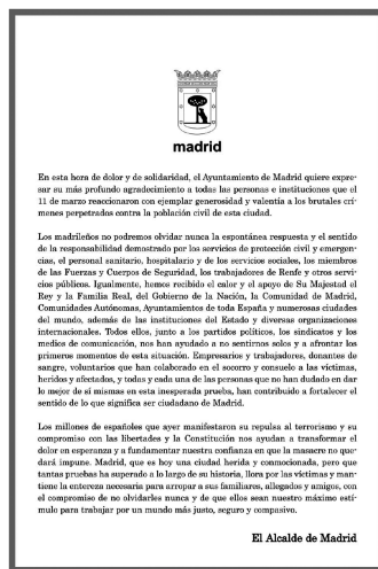 madrid
En esta hora de dolor y de solidaridad, el Ayuntamiento de Madrid quiere expre-
sar su más profundo agradecimiento a todas las personas e instituciones que el
11 de marzo reaccionaron con ejemplar generosidad y valentía a los brutales crí-
menes perpetrados contra la población civil de esta ciudad.
Los madrileños no podremos olvidar nunca la espontánea respuesta y el sentido
de la responsabilidad demostrado por los servicios de protección civil y emergen-
cias, el personal sanitario, hospitalario y de los servicios sociales, los miembros
de las Fuerzas y Cuerpos de Seguridad, los trabajadores de Renfe y otros servi-
cios públicos. Igualmente, hemos recibido el calor y el apoyo de Su Majestad el
Rey y la Familia Real, del Gobierno de la Nación, la Comunidad de Madrid,
Comunidades Autónomas, Ayuntamientos de toda España y numerosas ciudades
del mundo, además de las instituciones del Estado y diversas organizaciones
internacionales. Todos ellos, junto a los partidos políticos, los sindicatos y los
medios de comunicación, nos han ayudado a no sentirnos solos y a afrontar los
primeros momentos de esta situación. Empresarios y trabajadores, donantes de
sangre, voluntarios que han colaborado en el socorro y consuelo a las víctimas,
heridos y afectados, y todas y cada una de las personas que no han dudado en dar
lo mejor de sí mismas en esta inesperada prueba, han contribuido a fortalecer el
sentido de lo que significa ser ciudadano de Madrid.
Los millones de españoles que ayer manifestaron su repulsa al terrorismo y su
compromiso con las libertades y la Constitución nos ayudan a transformar el
dolor en esperanza y a fundamentar nuestra confianza en que la masacre no que-
dará impune. Madrid, que es hoy una ciudad herida y conmocionada, pero que
tantas pruebas ha superado a lo largo de su historia, llora por las víctimas y man-
tiene la entereza necesaria para arropar a sus familiares, allegados y amigos, con
el compromiso de no olvidarles nunca y de que ellos sean nuestro máximo estí-
mulo para trabajar por un mundo más justo, seguro y compasivo.
El Alcalde de Madrid